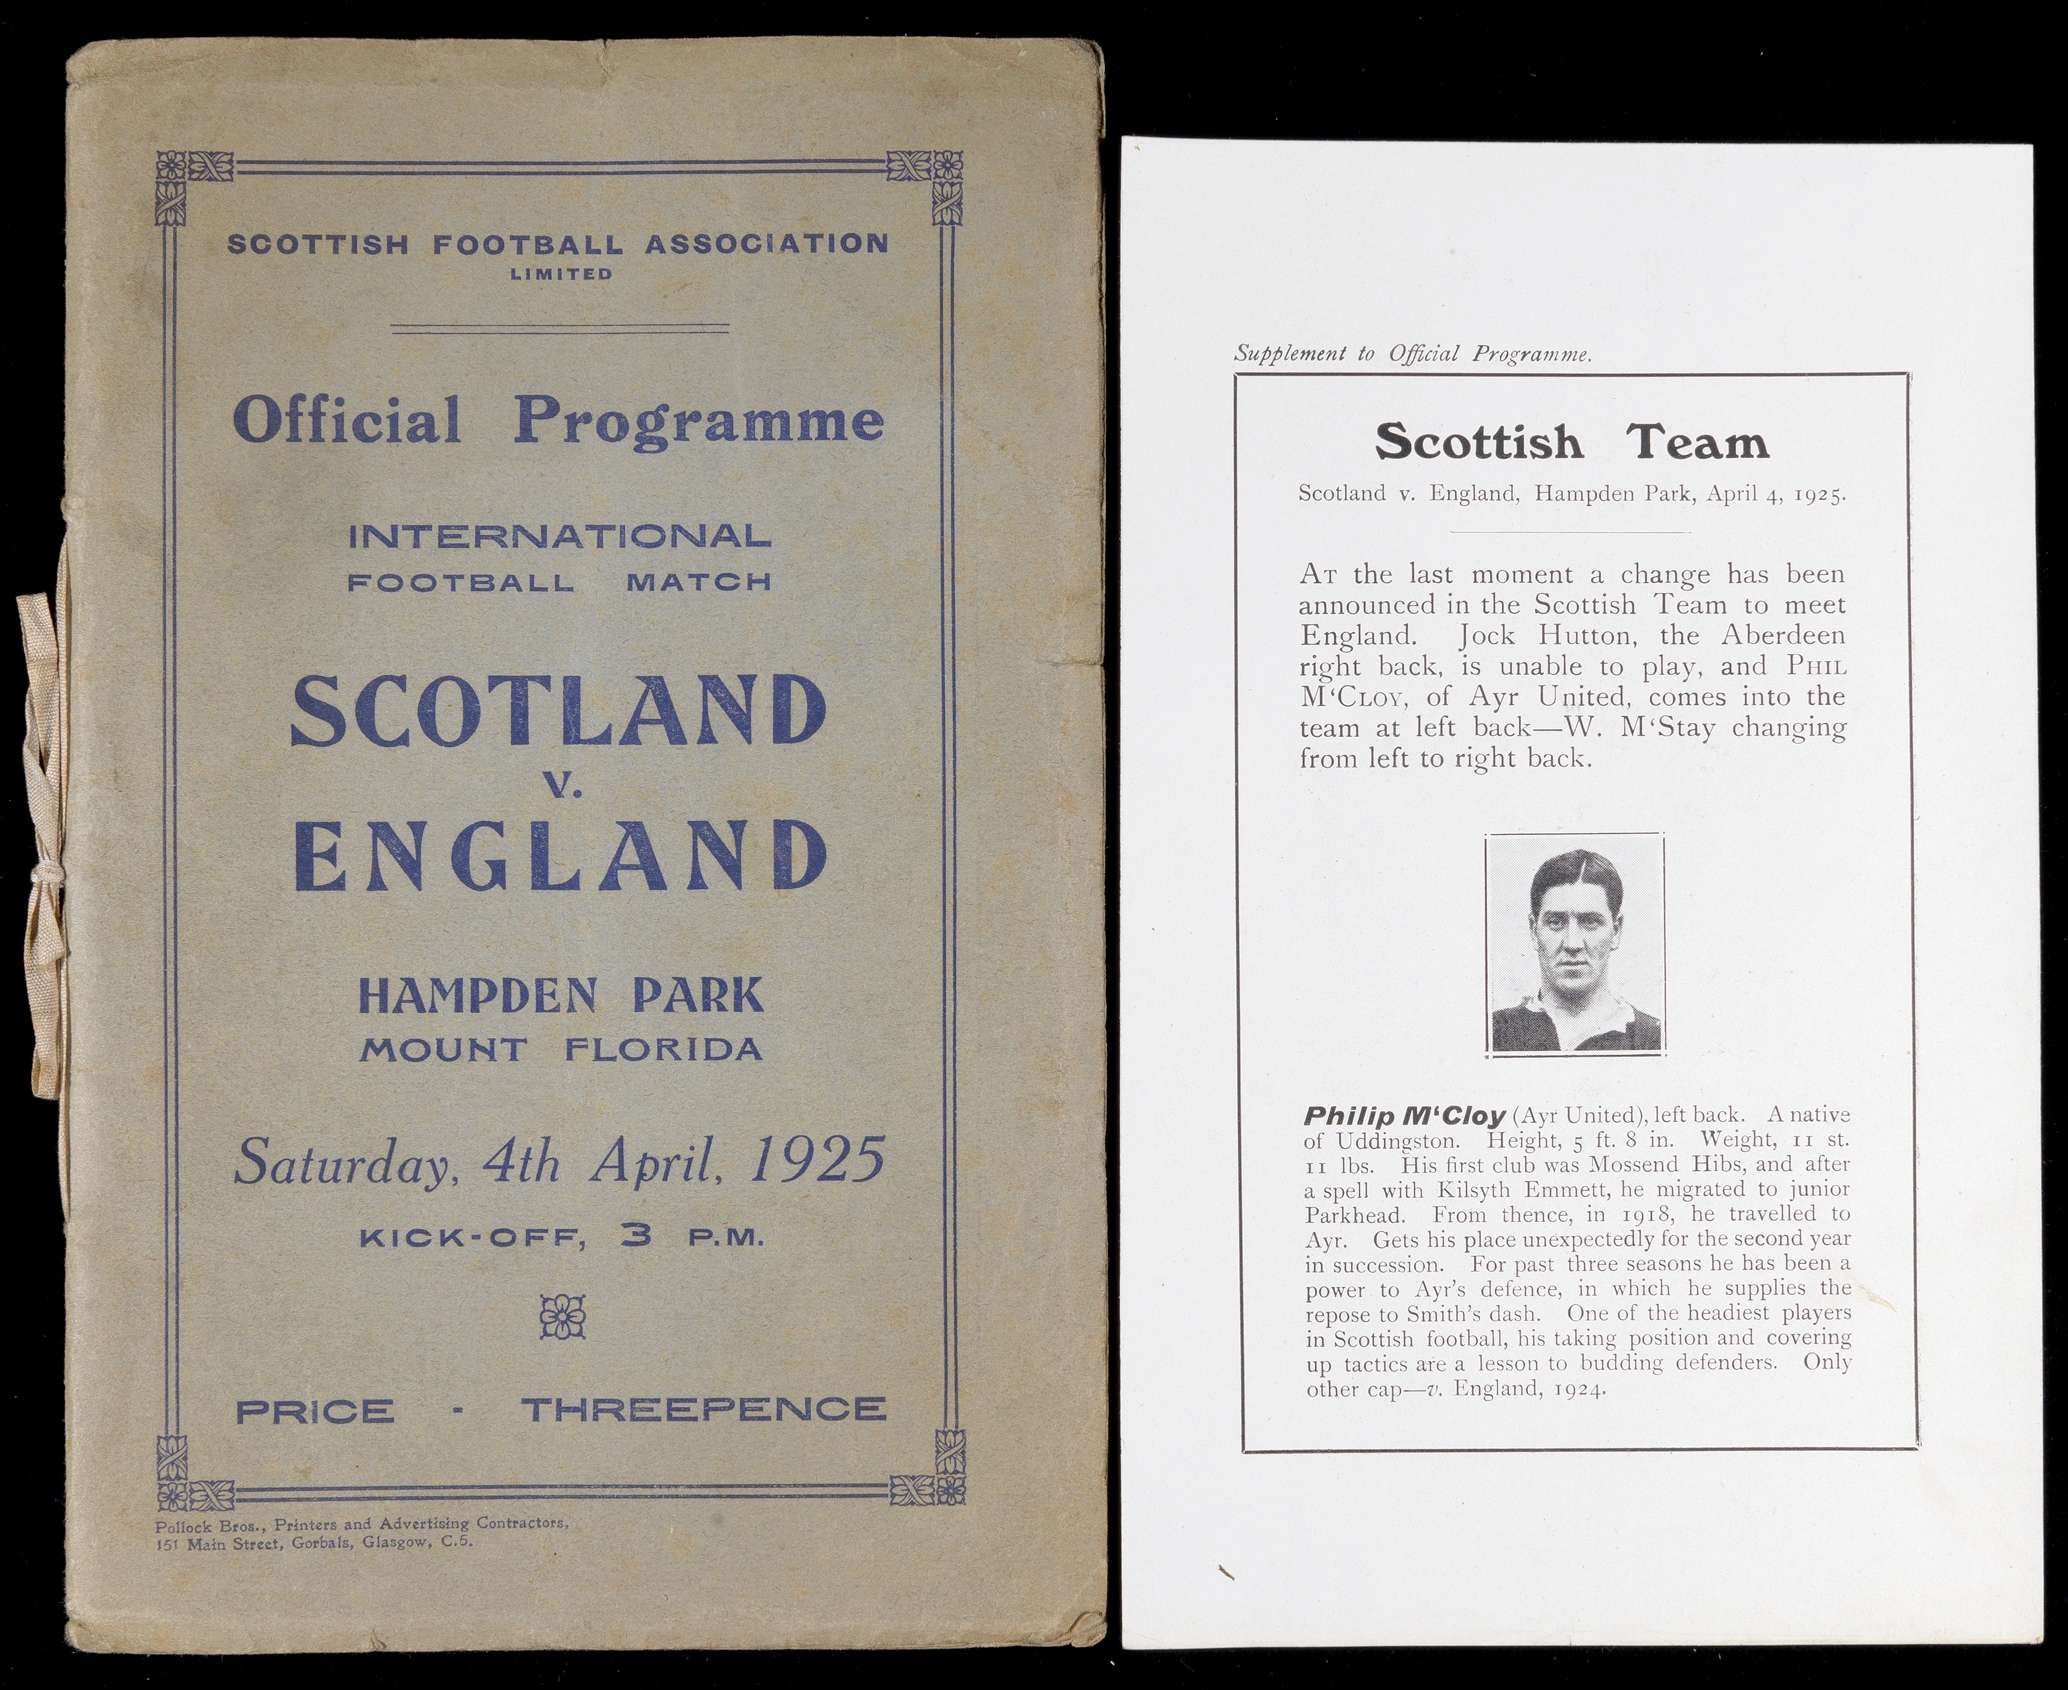 SCOTTISH FOOTBALL ASSOCIATION
LIMITED
Official Programme
INTERNATIONAL
FOOTBALL MATCH
SCOTLAND
v.
ENGLAND
HAMPDEN PARK
MOUNT FLORIDA
Saturday, 4th April, 1925
KICK-OFF, 3 P.M.
PRICE - THREEPENCE
Pollock Bros., Printers and Advertising Contractors,
151 Main Street, Gorbals, Glasgow, C.5.
Supplement to Official Programme.
Scottish Team
Scotland v. England, Hampden Park, April 4, 1925.
AT the last moment a change has been
announced in the Scottish Team to meet
England. Jock Hutton, the Aberdeen
right back, is unable to play, and PHIL
M‘CLOY, of Ayr United, comes into the
team at left back—W. M‘Stay changing
from left to right back.
Philip M‘Cloy (Ayr United), left back. A native
of Uddingston. Height, 5 ft. 8 in. Weight, 11 st.
11 lbs. His first club was Mossend Hibs, and after
a spell with Kilsyth Emmett, he migrated to junior
Parkhead. From thence, in 1918, he travelled to
Ayr. Gets his place unexpectedly for the second year
in succession. For past three seasons he has been a
power to Ayr's defence, in which he supplies the
repose to Smith's dash. One of the headiest players
in Scottish football, his taking position and covering
up tactics are a lesson to budding defenders. Only
other cap—v. England, 1924.